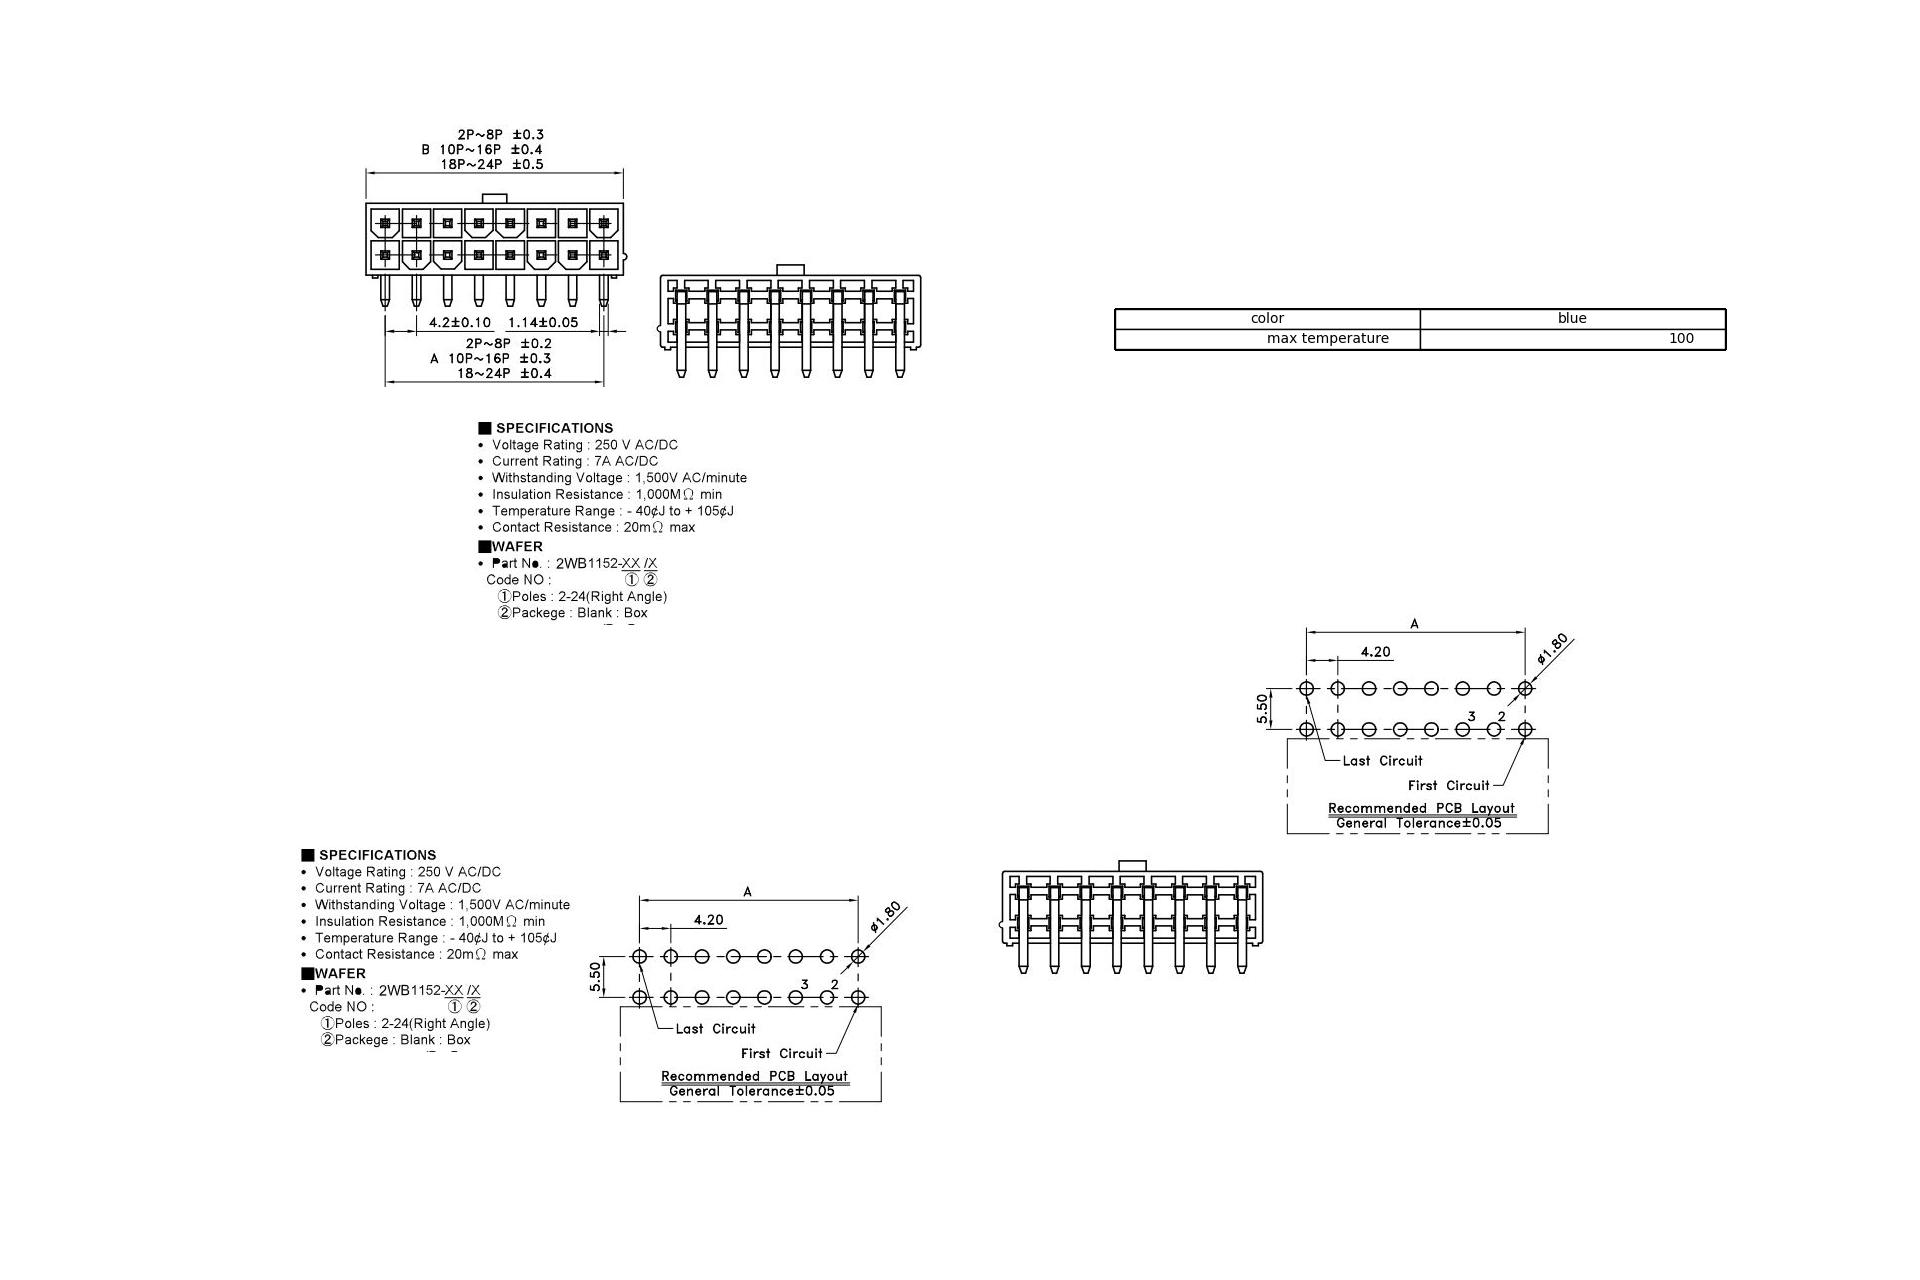 2P~8P ±0.3
B 10P~16P ±0.4
18P~24P ±0.5
4.2±0.10 1.14±0.05
2P~8P ±0.2
A 10P~16P ±0.3
18~24P ±0.4
color blue
max temperature 100
■ SPECIFICATIONS
• Voltage Rating : 250 V AC/DC
• Current Rating : 7A AC/DC
• Withstanding Voltage : 1,500V AC/minute
• Insulation Resistance : 1,000MΩ min
• Temperature Range : - 40¢J to + 105¢J
• Contact Resistance : 20mΩ max
■WAFER
• Part No. : 2WB1152-XX /X
Code NO : ① ②
①Poles : 2-24(Right Angle)
②Packege : Blank : Box
A
4.20
ø1.80
5.50
3 2
Last Circuit
First Circuit
Recommended PCB Layout
General Tolerance±0.05
■ SPECIFICATIONS
• Voltage Rating : 250 V AC/DC
• Current Rating : 7A AC/DC
• Withstanding Voltage : 1,500V AC/minute
• Insulation Resistance : 1,000MΩ min
• Temperature Range : - 40¢J to + 105¢J
• Contact Resistance : 20mΩ max
■WAFER
• Part No. : 2WB1152-XX /X
Code NO : ① ②
①Poles : 2-24(Right Angle)
②Packege : Blank : Box
A
4.20
ø1.80
5.50
3 2
Last Circuit
First Circuit
Recommended PCB Layout
General Tolerance±0.05